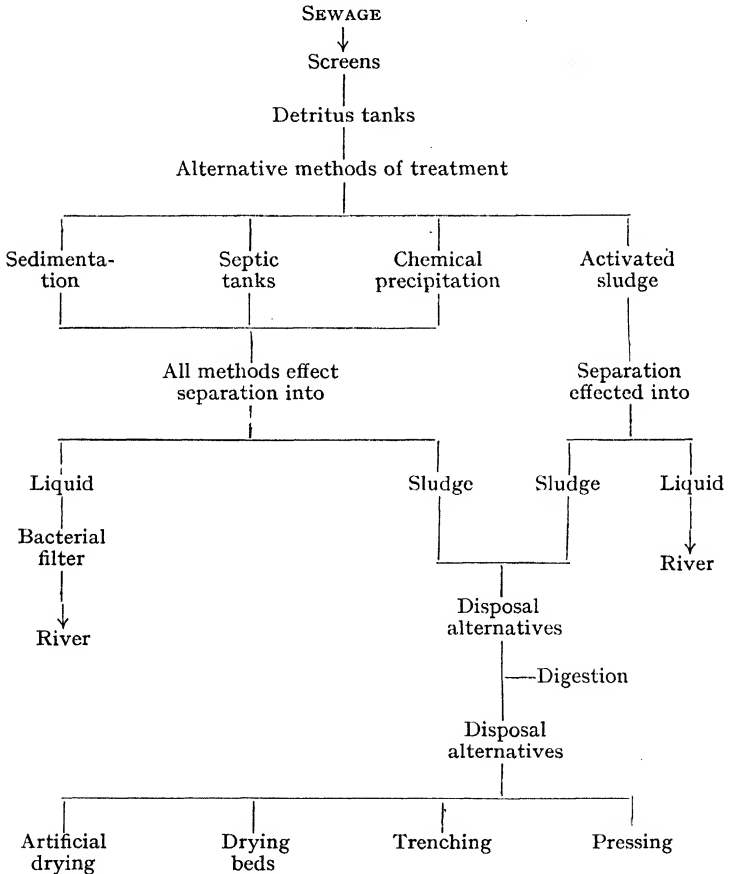 SEWAGE
Screens
Detritus tanks
Alternative methods of treatment
Sedimenta-
tion
Septic
tanks
Chemical
precipitation
Activated
sludge
All methods effect
separation into
Separation
effected into
Liquid
Sludge
Sludge
Liquid
Bacterial
filter
River
River
Disposal
alternatives
Digestion
Disposal
alternatives
Artificial
drying
Drying
beds
Trenching
Pressing